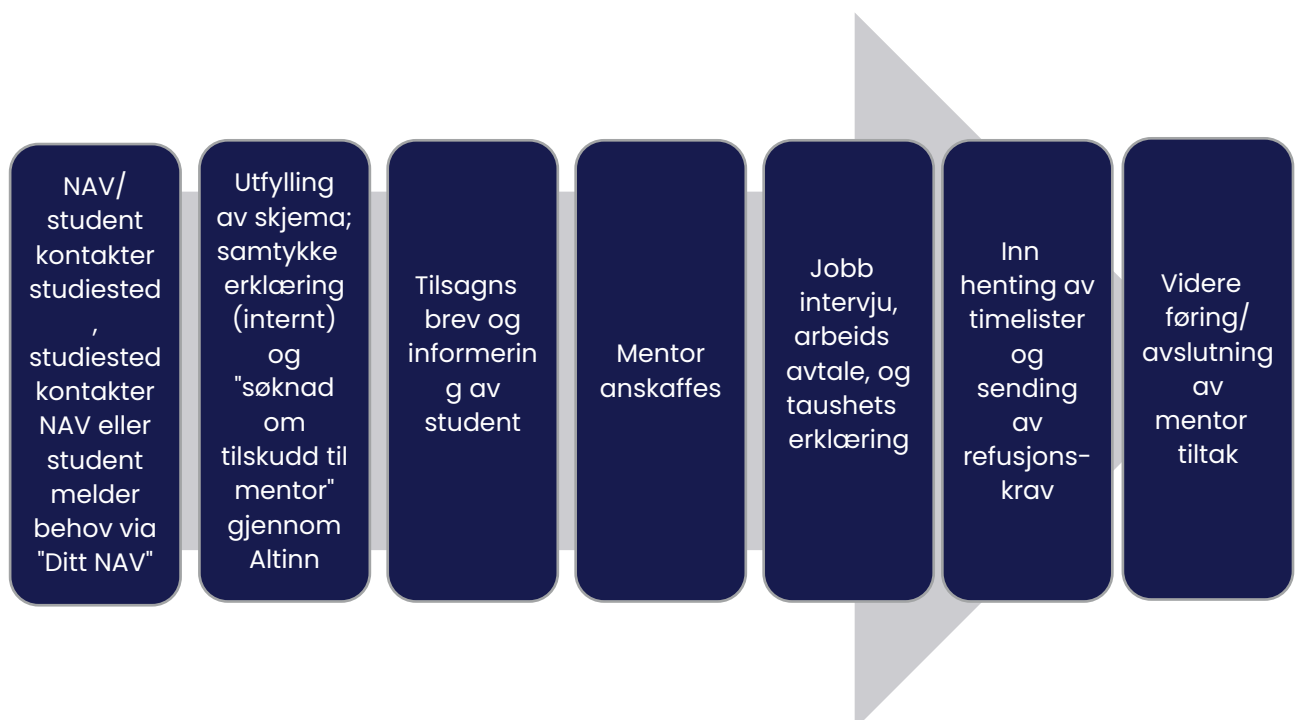 NAV/
student
kontakter
studiested
,
studiested
kontakter
NAV eller
student
melder
behov via
"Ditt NAV"
Utfylling
av skjema;
samtykke
erklæring
(internt)
og
"søknad
om
tilskudd til
mentor"
gjennom
Altinn
Tilsagns
brev og
informerin
g av
student
Mentor
anskaffes
Jobb
intervju,
arbeids
avtale, og
taushets
erklæring
Inn
henting av
timelister
og
sending
av
refusjons-
krav
Videre
føring/
avslutning
av
mentor
tiltak